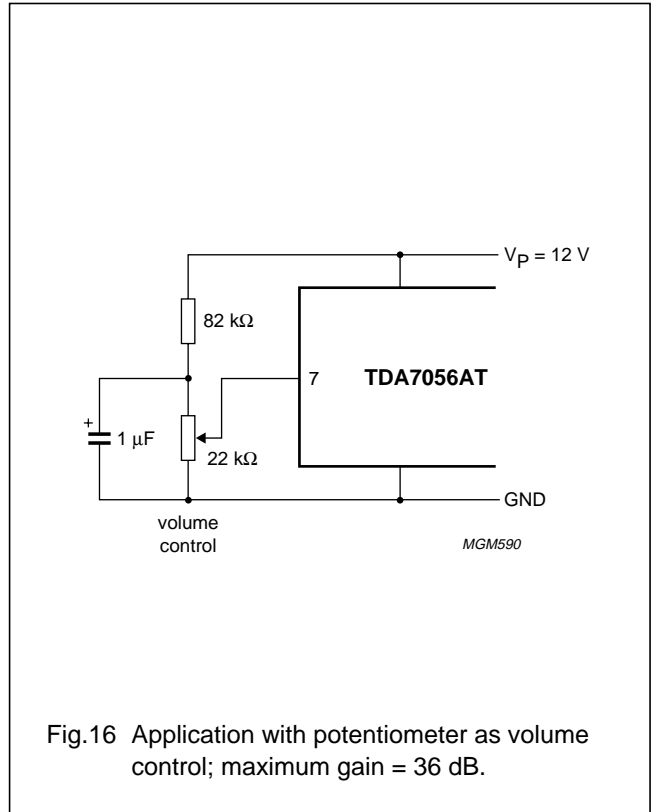 V_P = 12 V
82 kΩ
7
TDA7056AT
+
1 μF
22 kΩ
GND
volume
control
MGM590
Fig.16 Application with potentiometer as volume
control; maximum gain = 36 dB.